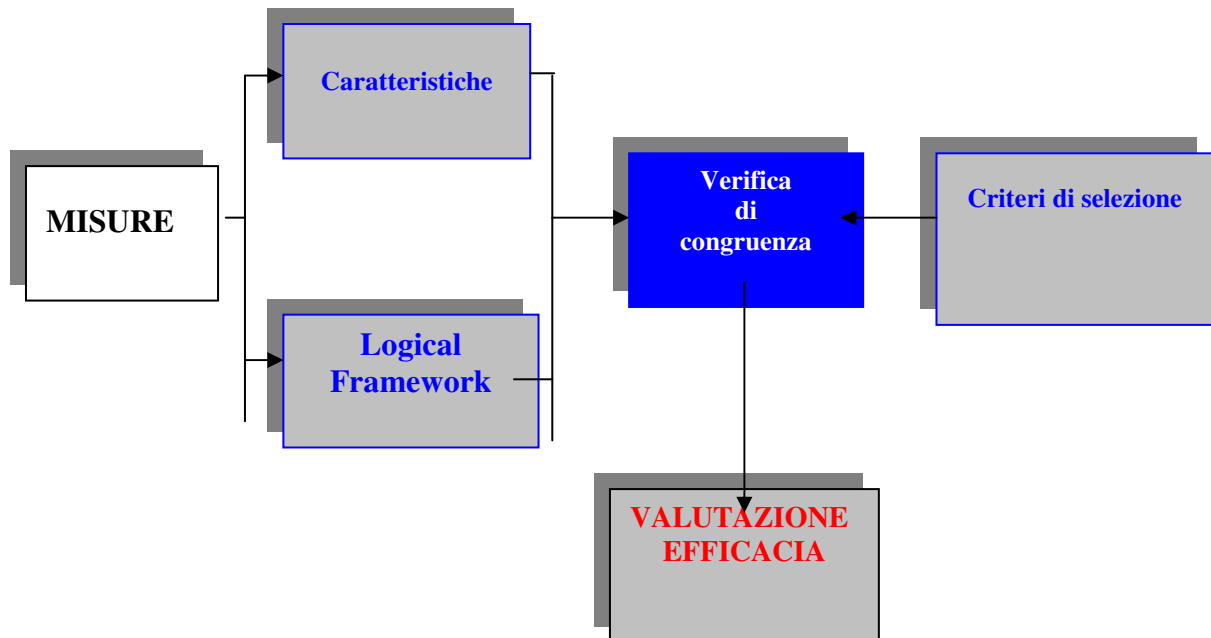 Caratteristiche
MISURE
Verifica
di
congruenza
Criteri di selezione
Logical
Framework
VALUTAZIONE
EFFICACIA